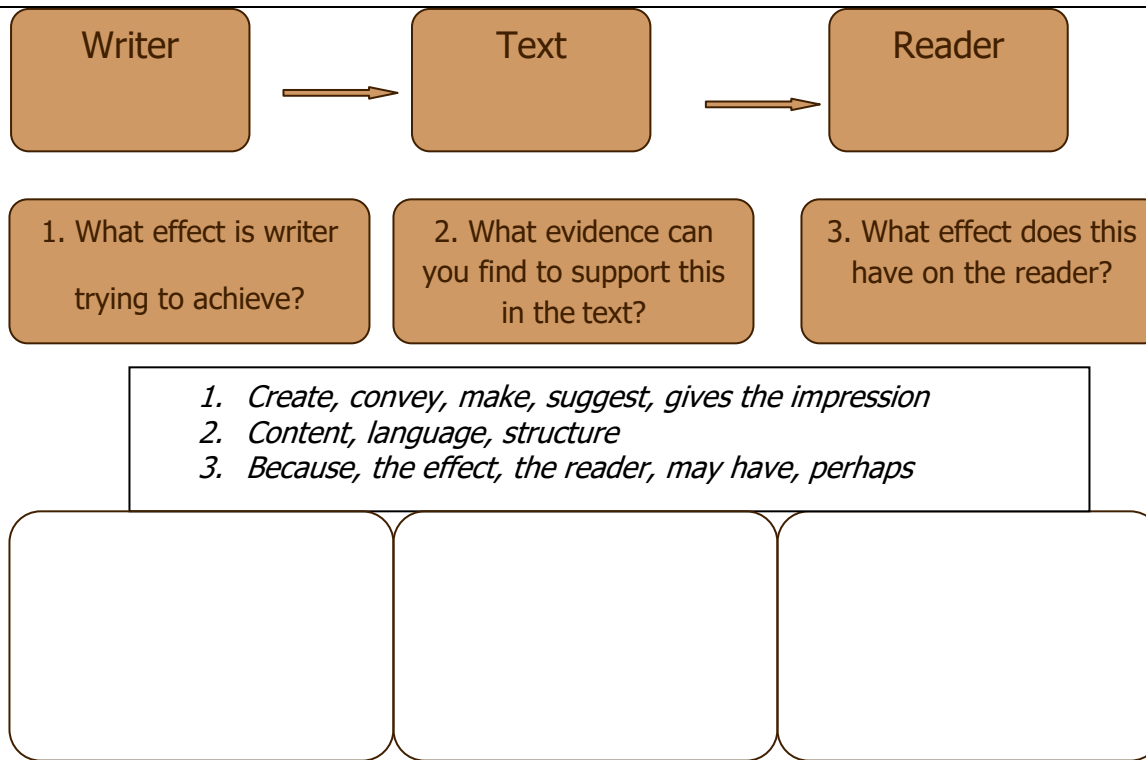 Writer
Text
Reader
1. What effect is writer
trying to achieve?
2. What evidence can
you find to support this
in the text?
3. What effect does this
have on the reader?
1. Create, convey, make, suggest, gives the impression
2. Content, language, structure
3. Because, the effect, the reader, may have, perhaps